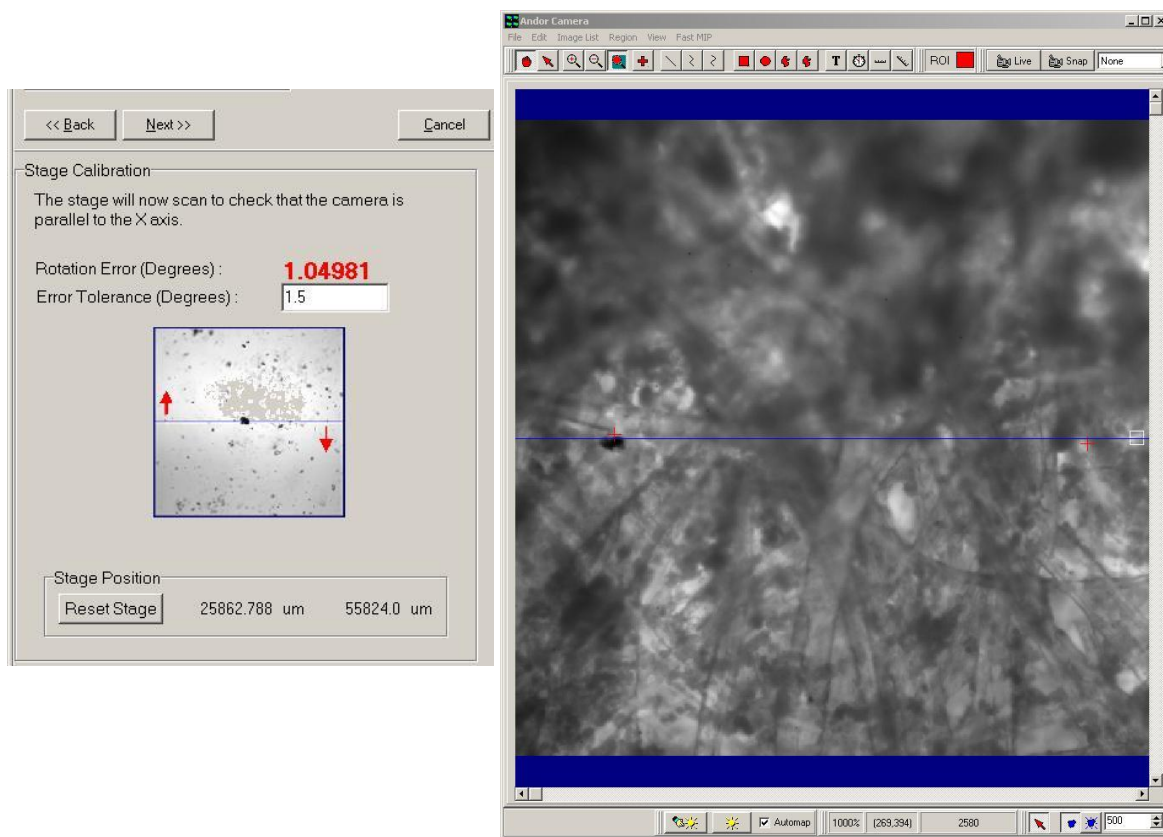 << Back Next >> Cancel
Stage Calibration
The stage will now scan to check that the camera is
parallel to the X axis.
Rotation Error (Degrees) : 1.04981
Error Tolerance (Degrees) : 1.5
Stage Position
Reset Stage 25862.788 um 55824.0 um
Andor Camera
File Edit Image List Region View Fast MIP
T ROI Live Snap None
Automap 1000% (269,394) 2580 500